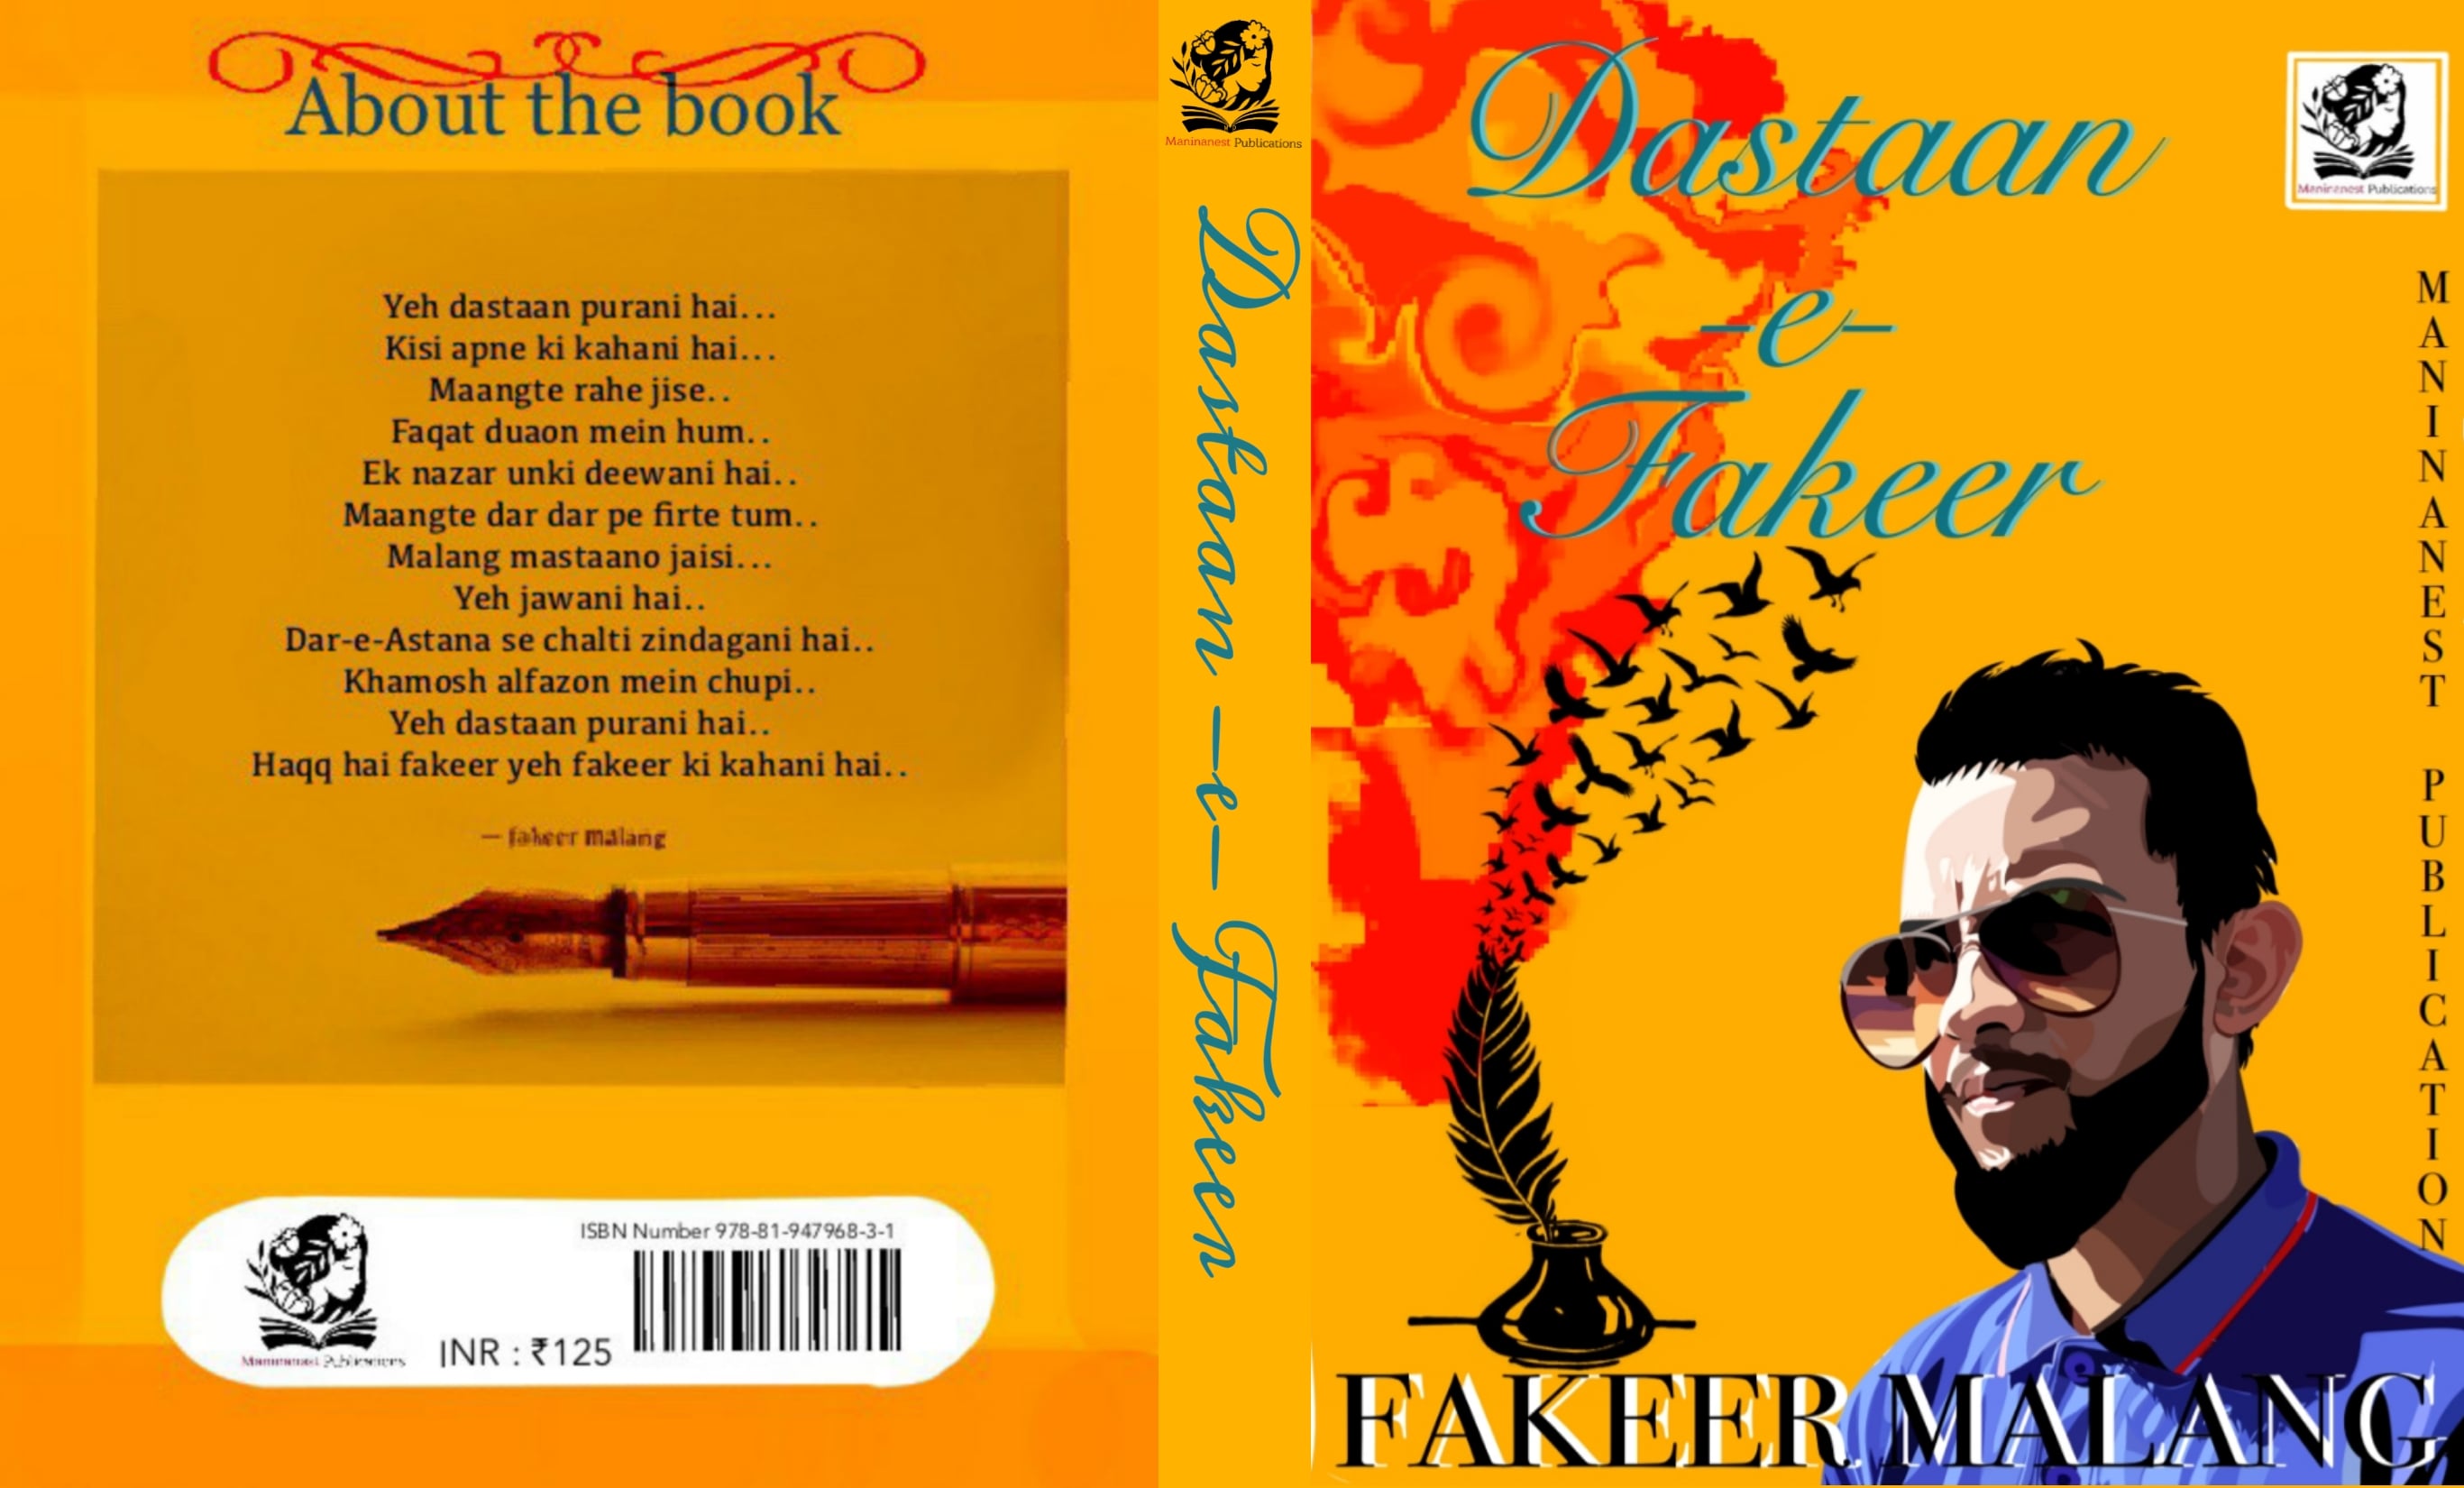 About the book
Yeh dastaan purani hai...
Kisi apne ki kahani hai...
Maangte rahe jise..
Faqat duaon mein hum..
Ek nazar unki deewani hai..
Maangte dar dar pe firte tum..
Malang mastaano jaisi...
Yeh jawani hai..
Dar-e-Astana se chalti zindagani hai..
Khamosh alfazon mein chupi..
Yeh dastaan purani hai..
Haqq hai fakeer yeh fakeer ki kahani hai..
— fakeer malang
ISBN Number 978-81-947968-3-1
INR : ₹125
Maninanest Publications
Maninanest Publications
Dastaan -e- Fakeer
Dastaan
-e-
Fakeer
Maninanest Publications
MANINANEST PUBLICATION
FAKEER MALANG